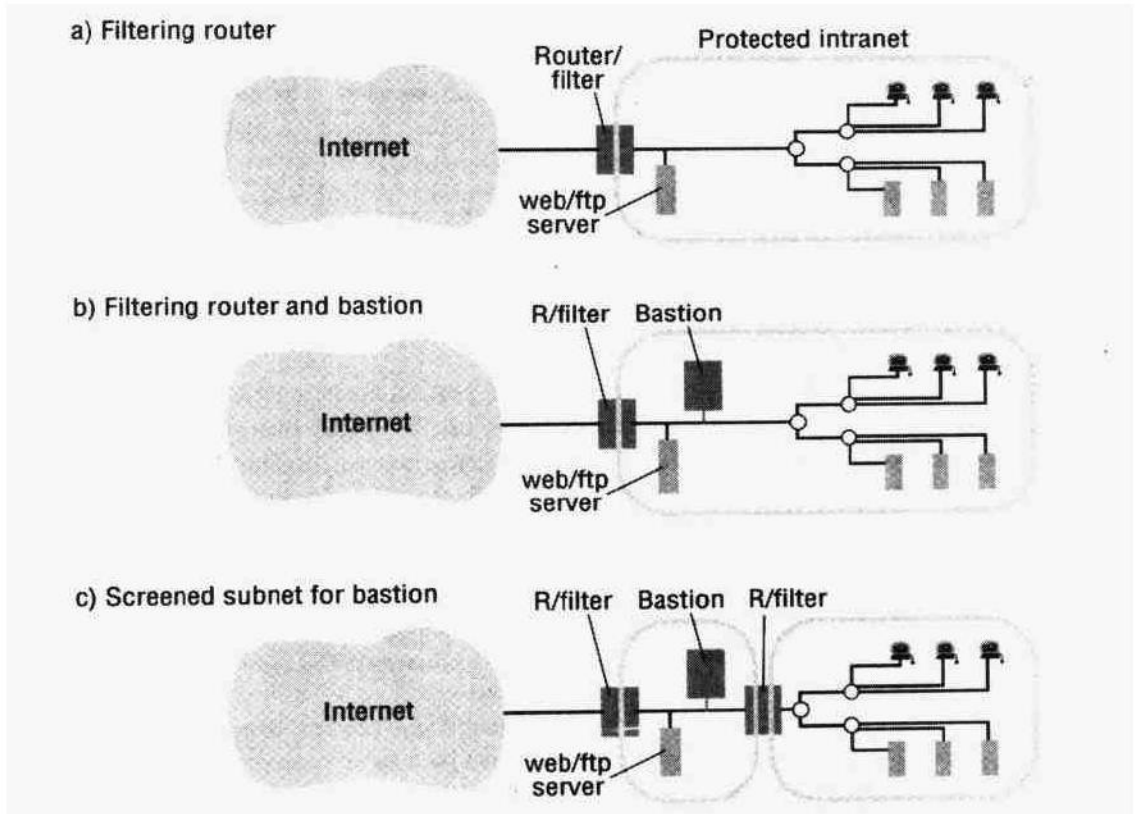 a) Filtering router
Protected intranet
Router/
filter
Internet
web/ftp
server
b) Filtering router and bastion
R/filter
Bastion
Internet
web/ftp
server
c) Screened subnet for bastion
R/filter
Bastion
R/filter
Internet
web/ftp
server